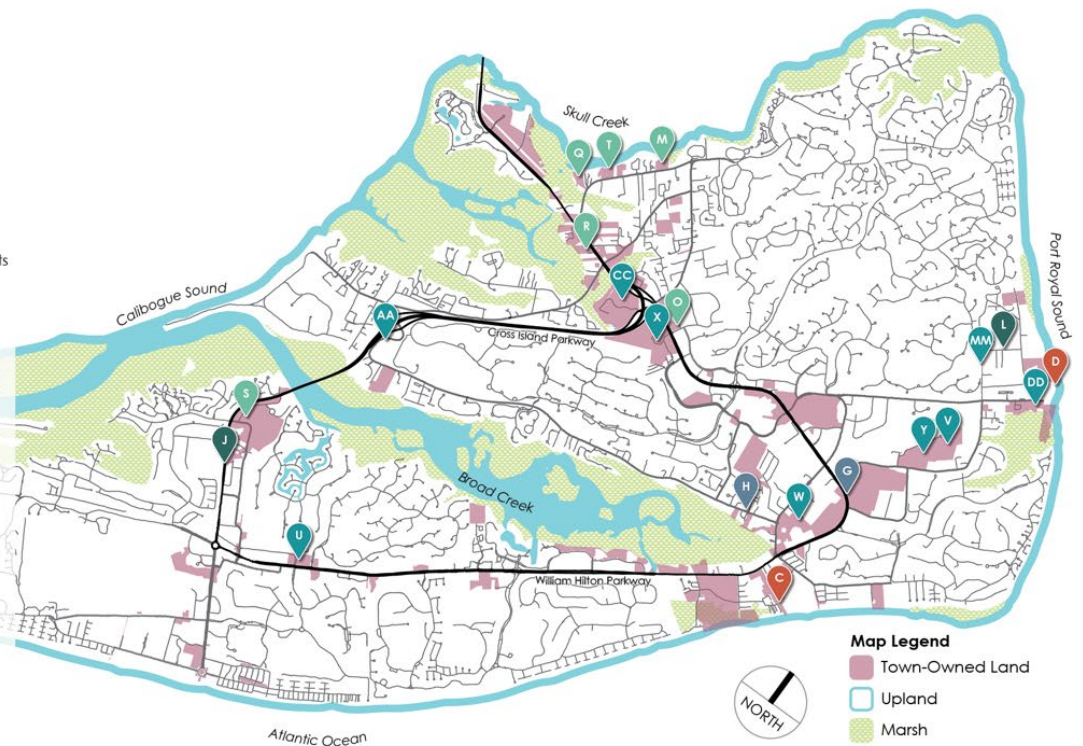 Skull Creek
Q
T
M
R
ts
Port Royal Sound
CC
Calibogue Sound
O
AA
X
L
Cross Island Parkway
MM
D
DD
S
V
Y
J
G
Broad Creek
H
W
U
William Hilton Parkway
C
Map Legend
Town-Owned Land
Upland
NORTH
Marsh
Atlantic Ocean